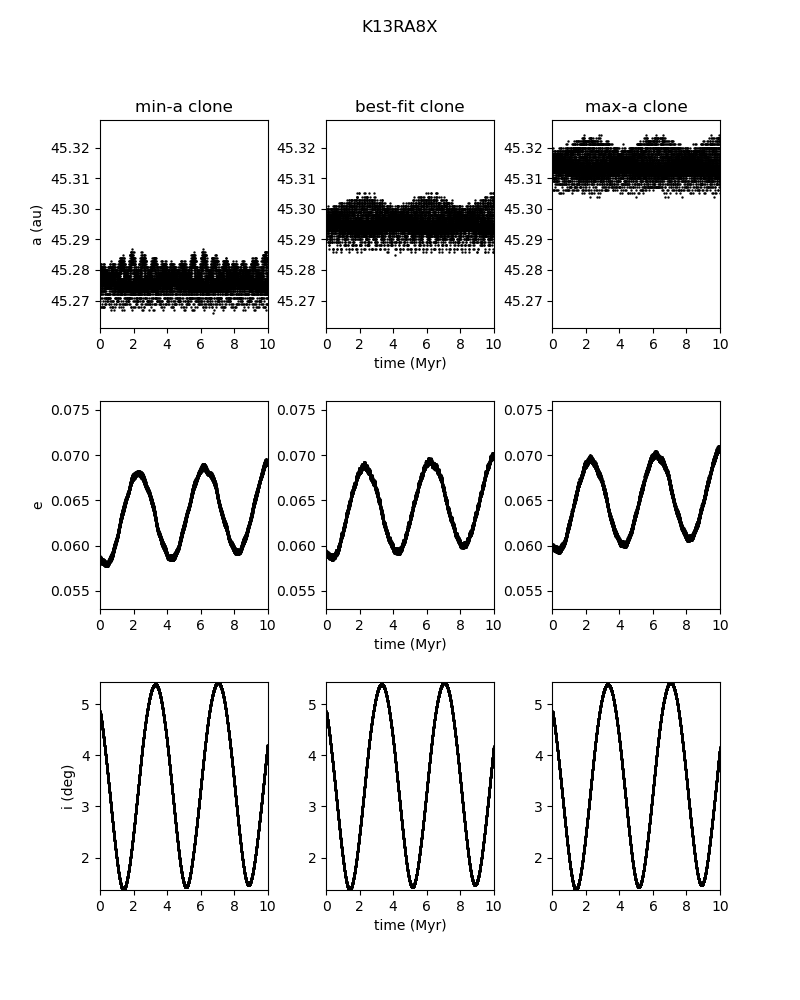 K13RA8X
min-a clone best-fit clone max-a clone
45.32 45.32 45.32
45.31 45.31 45.31
45.30 45.30 45.30
a (au) 45.29 45.29 45.29
45.28 45.28 45.28
45.27 45.27 45.27
0 2 4 6 8 10 0 2 4 6 8 10 0 2 4 6 8 10
time (Myr)
0.075 0.075 0.075
0.070 0.070 0.070
e 0.065 0.065 0.065
0.060 0.060 0.060
0.055 0.055 0.055
0 2 4 6 8 10 0 2 4 6 8 10 0 2 4 6 8 10
time (Myr)
5 5 5
4 4 4
i (deg) 3 3 3
2 2 2
0 2 4 6 8 10 0 2 4 6 8 10 0 2 4 6 8 10
time (Myr)